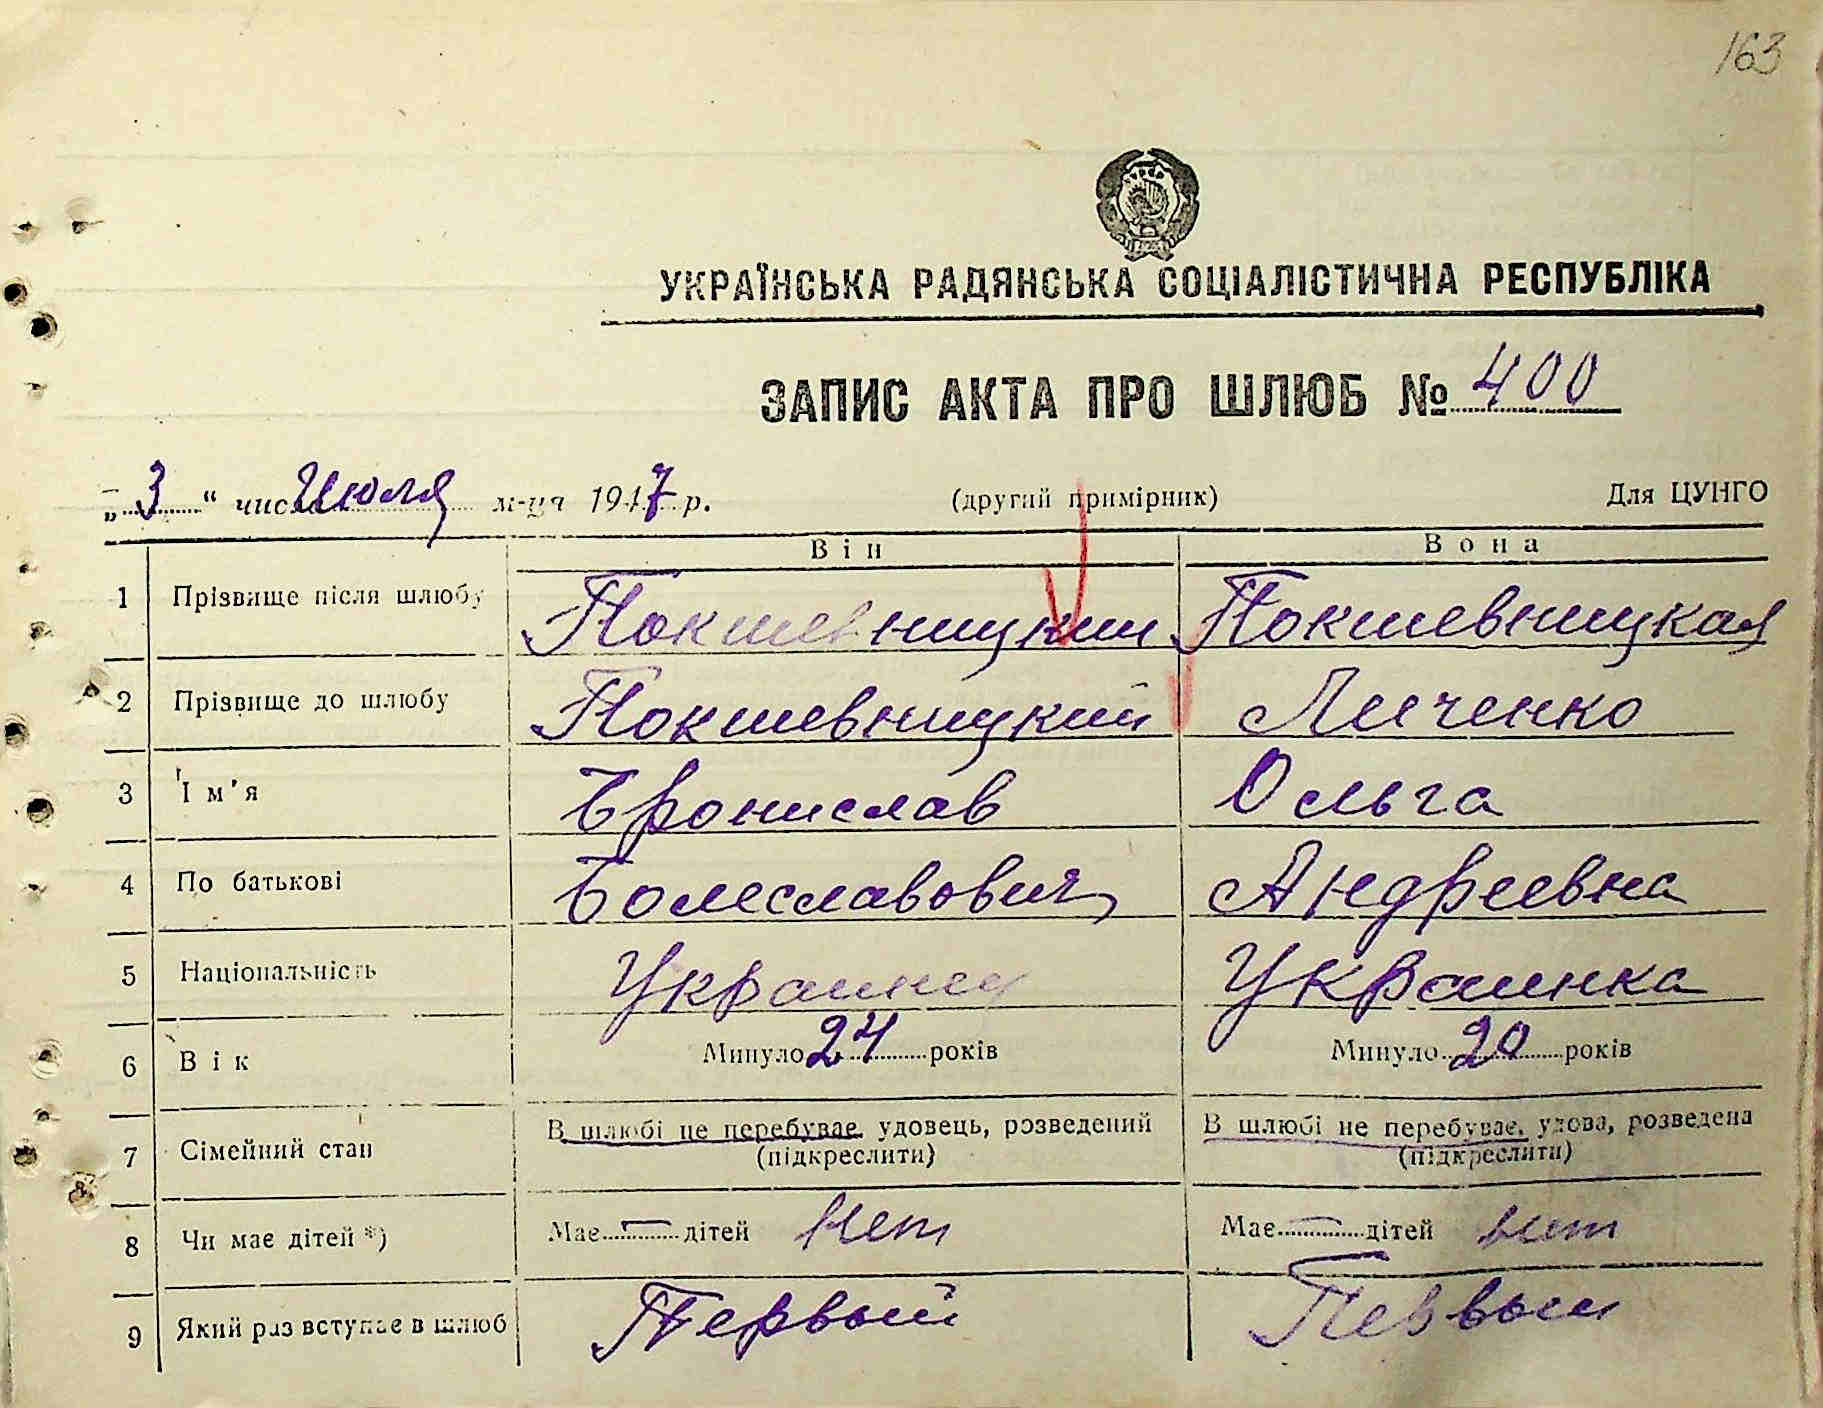 163
УКРАЇНСЬКА РАДЯНСЬКА СОЦІАЛІСТИЧНА РЕСПУБЛІКА
ЗАПИС АКТА ПРО ШЛЮБ № 400
„3“ числа Июля м-ця 1947 р. (другий примірник) Для ЦУНГО
Він Вона
1 Прізвище після шлюбу Покшевницкий Покшевницкая
2 Прізвище до шлюбу Покшевницкий Личенко
3 Ім'я Бронислав Ольга
4 По батькові Болеславович Андреевна
5 Національність Украинец Украинка
6 Вік Минуло 24 років Минуло 20 років
7 Сімейний стан В шлюбі не перебуває, удовець, розведений (підкреслити) В шлюбі не перебуває, удова, розведена (підкреслити)
8 Чи має дітей *) Має — дітей Нет Має — дітей Нет
9 Який раз вступає в шлюб Первый Первый